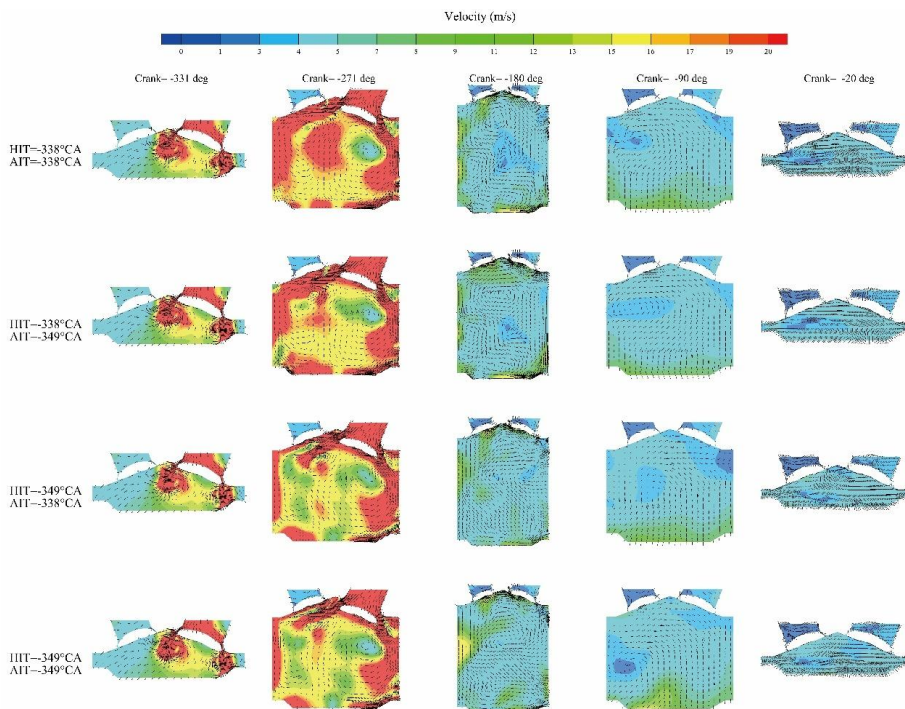 Velocity (m/s)
0 1 3 4 5 7 8 9 11 12 13 15 16 17 19 20
Crank= -331 deg Crank= -271 deg Crank= -180 deg Crank= -90 deg Crank= -20 deg
HIT=-338°CA
AIT=-338°CA
HIT=-338°CA
AIT=-349°CA
HIT=-349°CA
AIT=-338°CA
HIT=-349°CA
AIT=-349°CA